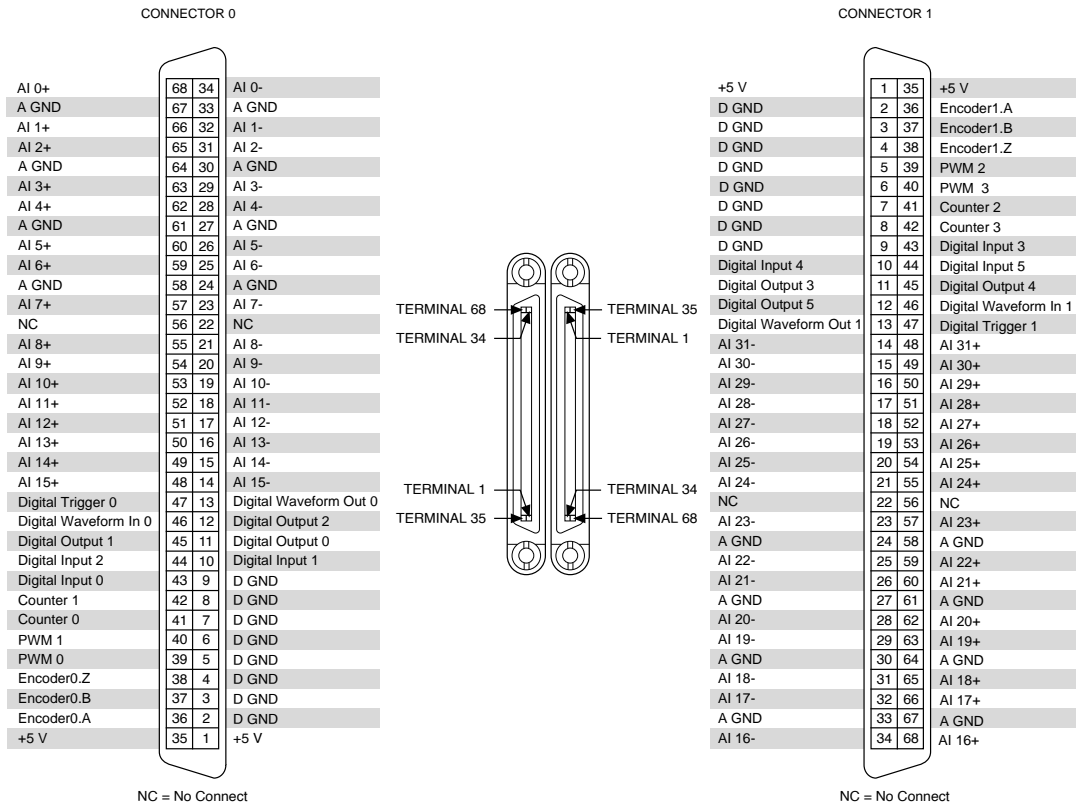 CONNECTOR 0
AI 0+ 68 34 AI 0-
A GND 67 33 A GND
AI 1+ 66 32 AI 1-
AI 2+ 65 31 AI 2-
A GND 64 30 A GND
AI 3+ 63 29 AI 3-
AI 4+ 62 28 AI 4-
A GND 61 27 A GND
AI 5+ 60 26 AI 5-
AI 6+ 59 25 AI 6-
A GND 58 24 A GND
AI 7+ 57 23 AI 7-
NC 56 22 NC
AI 8+ 55 21 AI 8-
AI 9+ 54 20 AI 9-
AI 10+ 53 19 AI 10-
AI 11+ 52 18 AI 11-
AI 12+ 51 17 AI 12-
AI 13+ 50 16 AI 13-
AI 14+ 49 15 AI 14-
AI 15+ 48 14 AI 15-
Digital Trigger 0 47 13 Digital Waveform Out 0
Digital Waveform In 0 46 12 Digital Output 2
Digital Output 1 45 11 Digital Output 0
Digital Input 2 44 10 Digital Input 1
Digital Input 0 43 9 D GND
Counter 1 42 8 D GND
Counter 0 41 7 D GND
PWM 1 40 6 D GND
PWM 0 39 5 D GND
Encoder0.Z 38 4 D GND
Encoder0.B 37 3 D GND
Encoder0.A 36 2 D GND
+5 V 35 1 +5 V
NC = No Connect
TERMINAL 68
TERMINAL 34
TERMINAL 35
TERMINAL 1
TERMINAL 1
TERMINAL 35
TERMINAL 34
TERMINAL 68
CONNECTOR 1
+5 V 1 35 +5 V
D GND 2 36 Encoder1.A
D GND 3 37 Encoder1.B
D GND 4 38 Encoder1.Z
D GND 5 39 PWM 2
D GND 6 40 PWM 3
D GND 7 41 Counter 2
D GND 8 42 Counter 3
D GND 9 43 Digital Input 3
Digital Input 4 10 44 Digital Input 5
Digital Output 3 11 45 Digital Output 4
Digital Output 5 12 46 Digital Waveform In 1
Digital Waveform Out 1 13 47 Digital Trigger 1
AI 31- 14 48 AI 31+
AI 30- 15 49 AI 30+
AI 29- 16 50 AI 29+
AI 28- 17 51 AI 28+
AI 27- 18 52 AI 27+
AI 26- 19 53 AI 26+
AI 25- 20 54 AI 25+
AI 24- 21 55 AI 24+
NC 22 56 NC
AI 23- 23 57 AI 23+
A GND 24 58 A GND
AI 22- 25 59 AI 22+
AI 21- 26 60 AI 21+
A GND 27 61 A GND
AI 20- 28 62 AI 20+
AI 19- 29 63 AI 19+
A GND 30 64 A GND
AI 18- 31 65 AI 18+
AI 17- 32 66 AI 17+
A GND 33 67 A GND
AI 16- 34 68 AI 16+
NC = No Connect